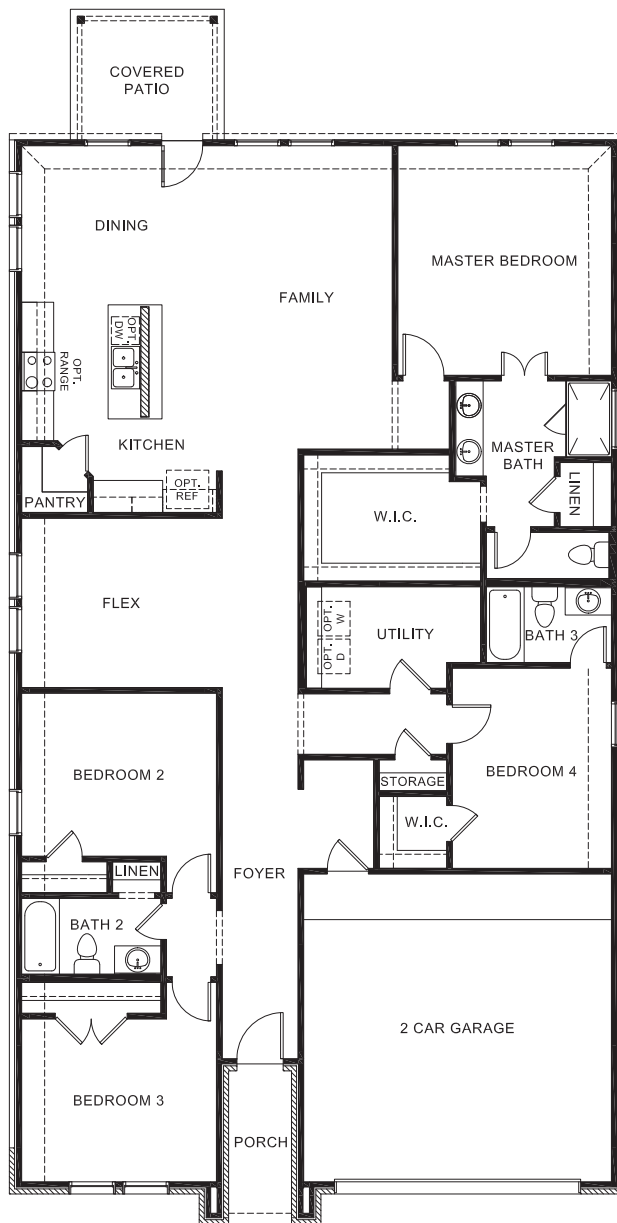 COVERED
PATIO
DINING
MASTER BEDROOM
FAMILY
OPT.
DW
OPT.
RANGE
KITCHEN
MASTER
BATH
OPT.
REF
PANTRY
LINEN
W.I.C.
FLEX
OPT.
W
OPT.
D
UTILITY
BATH 3
BEDROOM 2
BEDROOM 4
STORAGE
W.I.C.
LINEN
FOYER
BATH 2
2 CAR GARAGE
BEDROOM 3
PORCH